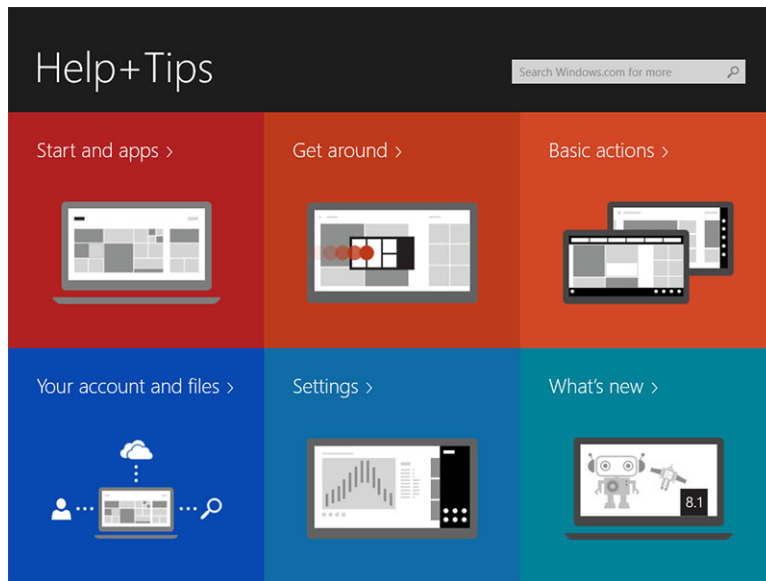 Help+Tips
Search Windows.com for more
Start and apps >
Get around >
Basic actions >
Your account and files >
Settings >
What's new >
8.1